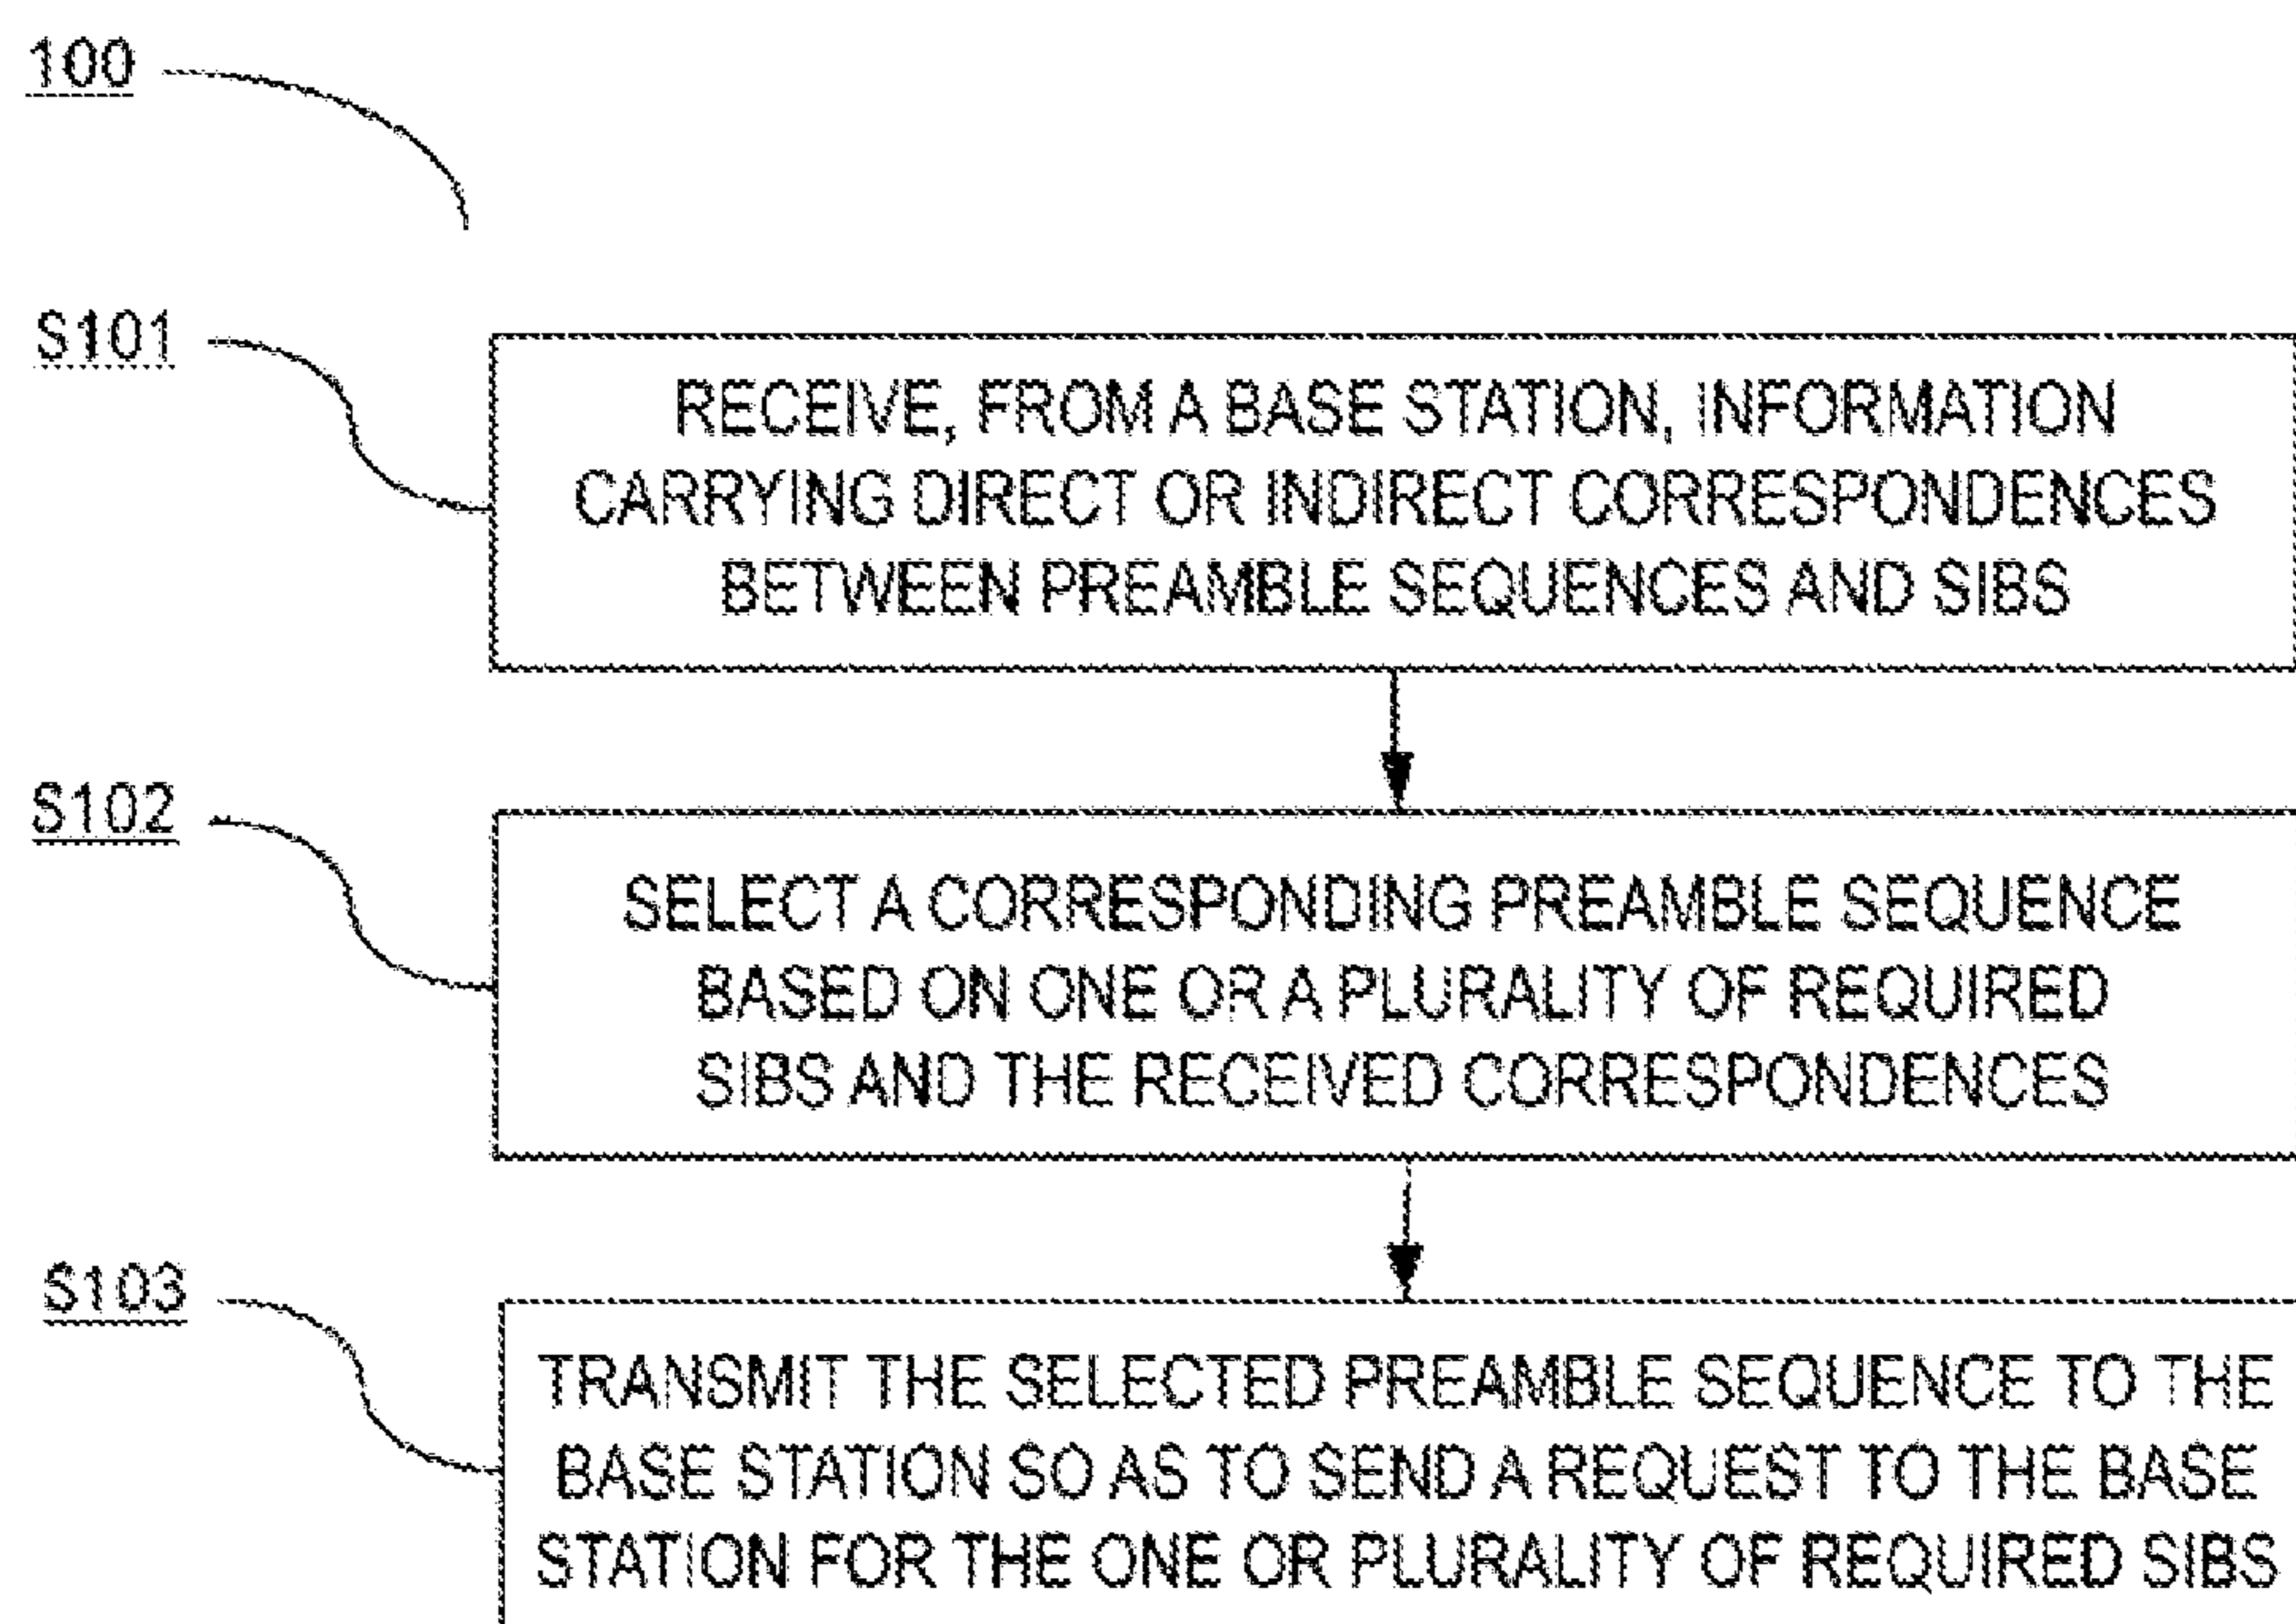 100
S101
RECEIVE, FROM A BASE STATION, INFORMATION
CARRYING DIRECT OR INDIRECT CORRESPONDENCES
BETWEEN PREAMBLE SEQUENCES AND SIBS
S102
SELECT A CORRESPONDING PREAMBLE SEQUENCE
BASED ON ONE OR A PLURALITY OF REQUIRED
SIBS AND THE RECEIVED CORRESPONDENCES
S103
TRANSMIT THE SELECTED PREAMBLE SEQUENCE TO THE
BASE STATION SO AS TO SEND A REQUEST TO THE BASE
STATION FOR THE ONE OR PLURALITY OF REQUIRED SIBS